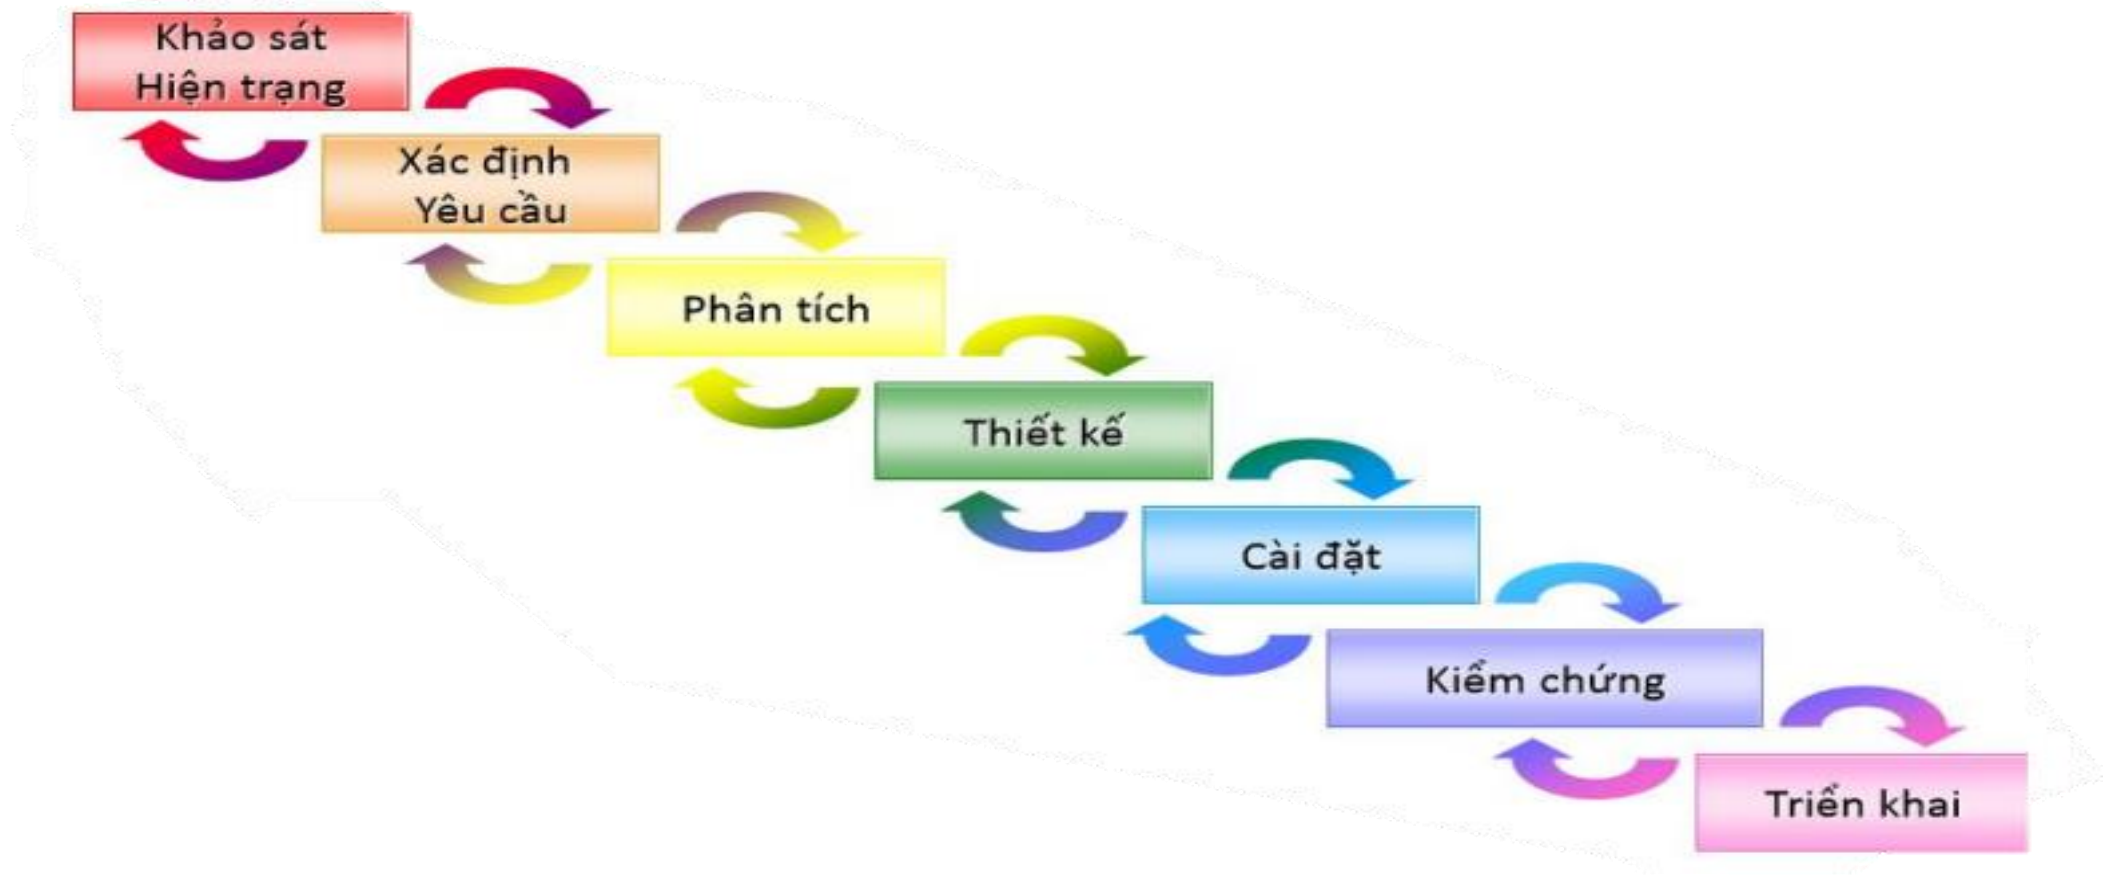 Khảo sát
Hiện trạng
Xác định
Yêu cầu
Phân tích
Thiết kế
Cài đặt
Kiểm chứng
Triển khai